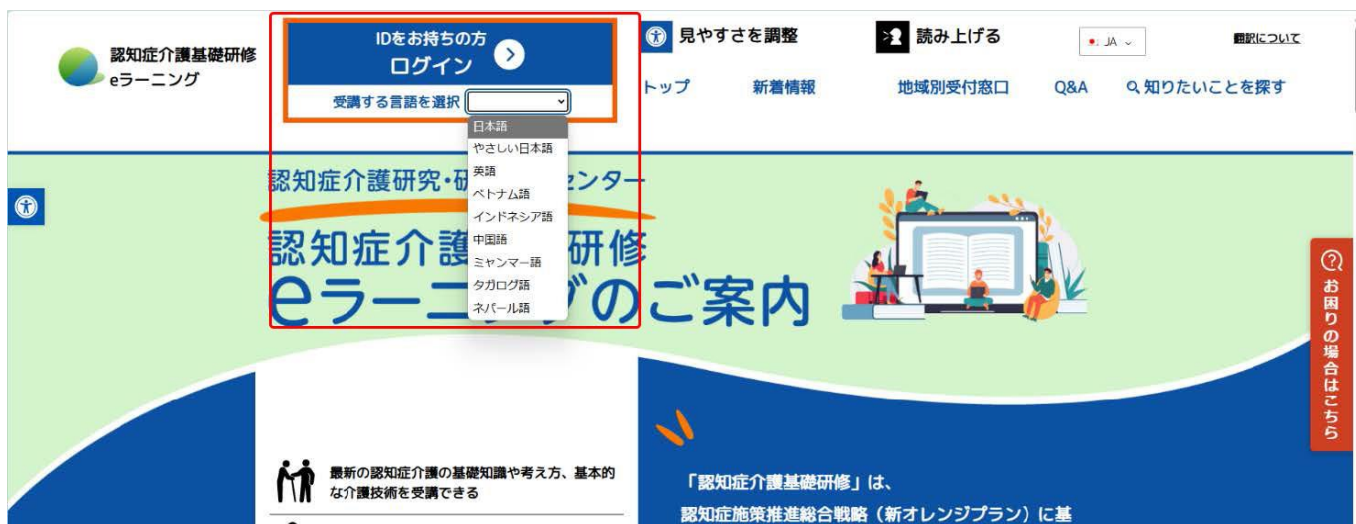 認知症介護基礎研修
eラーニング
IDをお持ちの方
ログイン
受講する言語を選択
日本語
やさしい日本語
英語
ベトナム語
インドネシア語
中国語
ミャンマー語
タガログ語
ネパール語
見やすさを調整
読み上げる
JA
翻訳について
トップ
新着情報
地域別受付窓口
Q&A
知りたいことを探す
認知症介護研究・研
センター
認知症介護
研修
eラーニングのご案内
お困りの場合はこちら
最新の認知症介護の基礎知識や考え方、基本的
な介護技術を受講できる
「認知症介護基礎研修」は、
認知症施策推進総合戦略（新オレンジプラン）に基